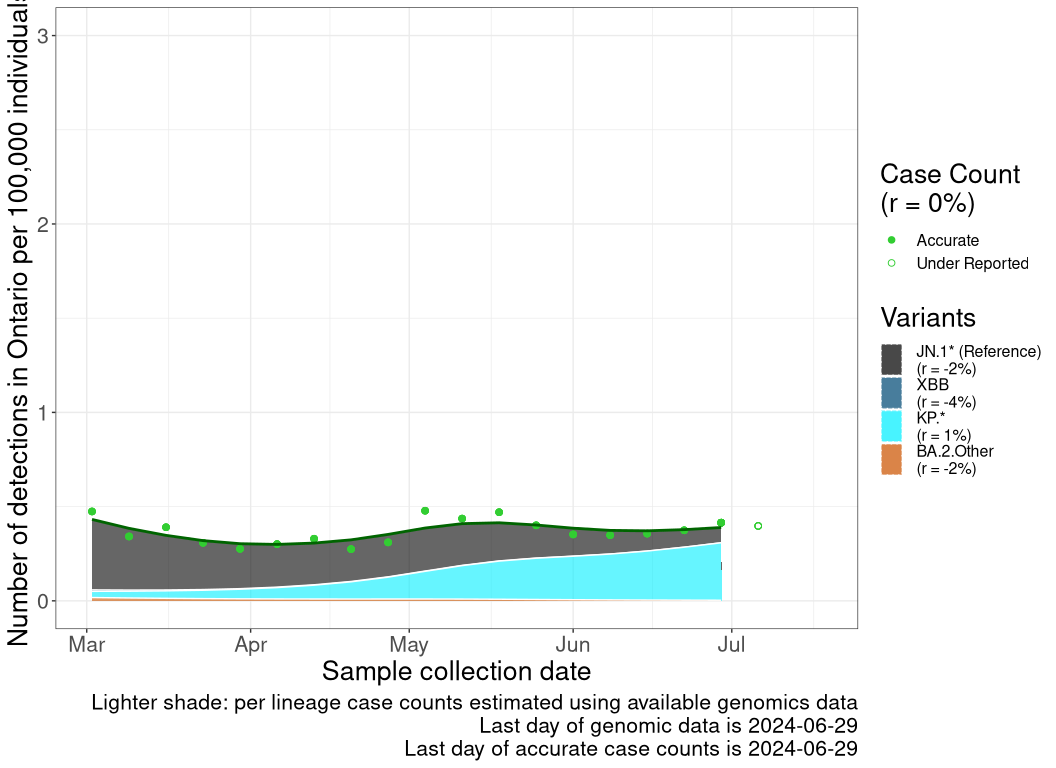 Number of detections in Ontario per 100,000 individuals
3
2
1
0
Mar
Apr
May
Jun
Jul
Sample collection date
Lighter shade: per lineage case counts estimated using available genomics data
Last day of genomic data is 2024-06-29
Last day of accurate case counts is 2024-06-29
Case Count
(r = 0%)
Accurate
Under Reported
Variants
JN.1* (Reference)
(r = -2%)
XBB
(r = -4%)
KP.*
(r = 1%)
BA.2.Other
(r = -2%)